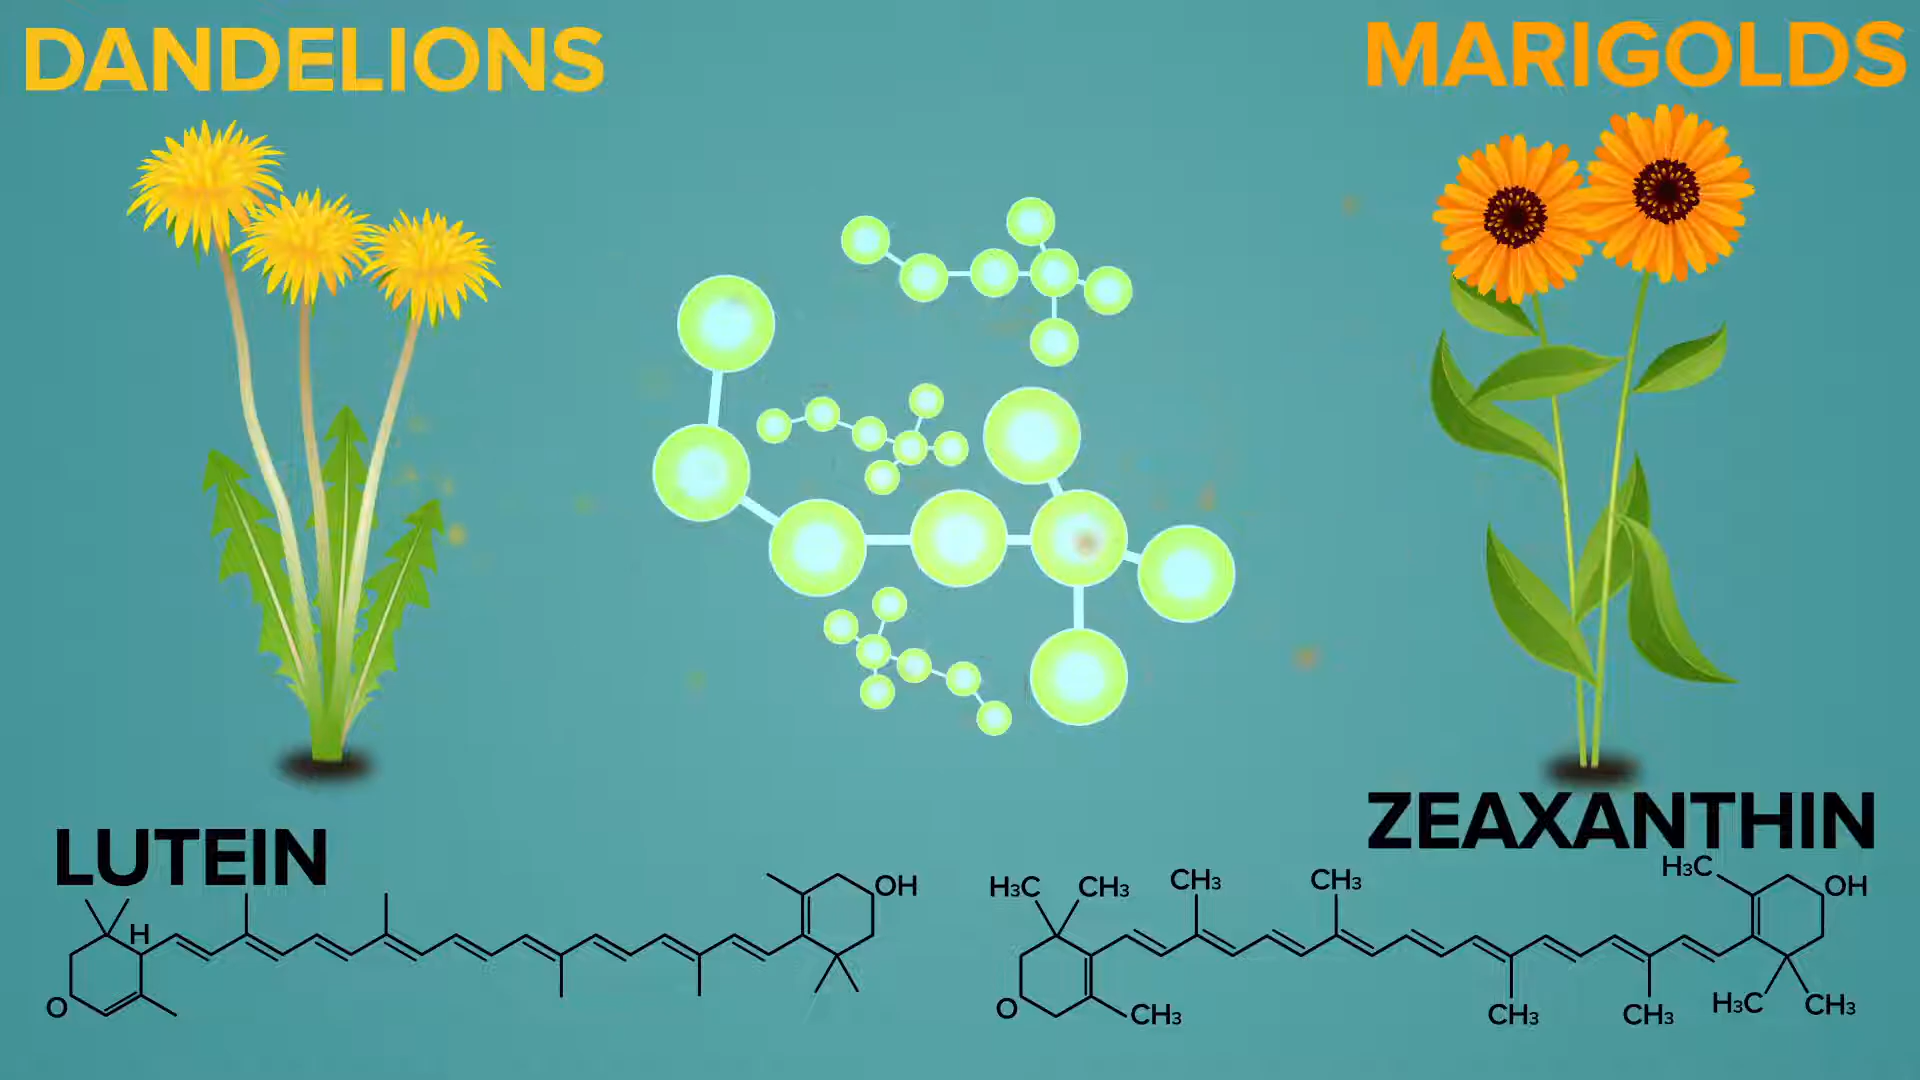 DANDELIONS
MARIGOLDS
LUTEIN
H
O
OH
ZEAXANTHIN
H₃C
CH₃
CH₃
CH₃
H₃C
OH
O
CH₃
CH₃
CH₃
H₃C
CH₃